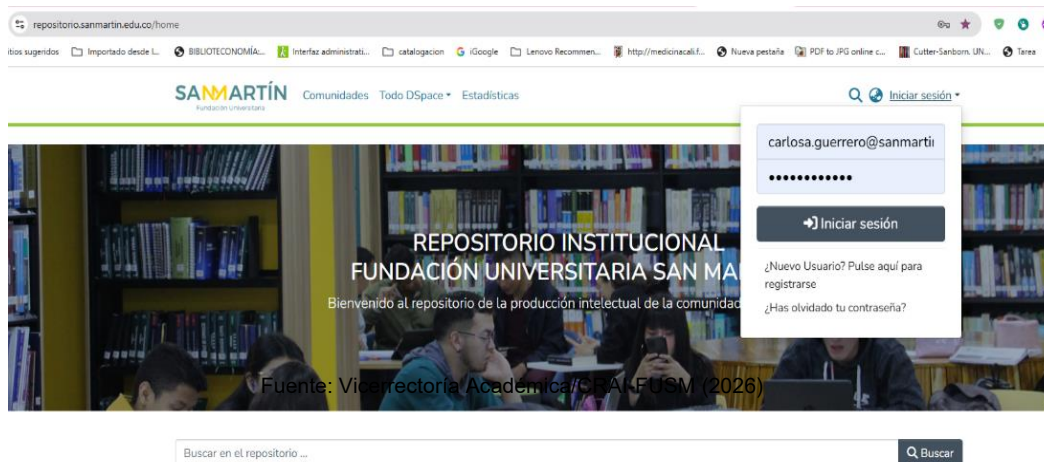 repositorio.sanmartin.edu.co/home
itios sugeridos Importado desde I... BIBLIOTECONOMÍA:... Interfaz administrati... catalogacion iGoogle Lenovo Recommen... http://medicinacali.f... Nueva pestaña PDF to JPG online c... Cutter-Sanborn. UN... Tarea
SANMARTÍN
Fundación Universitaria
Comunidades Todo DSpace Estadísticas
Iniciar sesión
carlosa.guerrero@sanmartin
••••••••••••
Iniciar sesión
¿Nuevo Usuario? Pulse aquí para
registrarse
¿Has olvidado tu contraseña?
REPOSITORIO INSTITUCIONAL
FUNDACIÓN UNIVERSITARIA SAN MA
Bienvenido al repositorio de la producción intelectual de la comunidad
Fuente: Vicerrectoría Académica/CRAI-FUSM (2026)
Buscar en el repositorio ...
Buscar